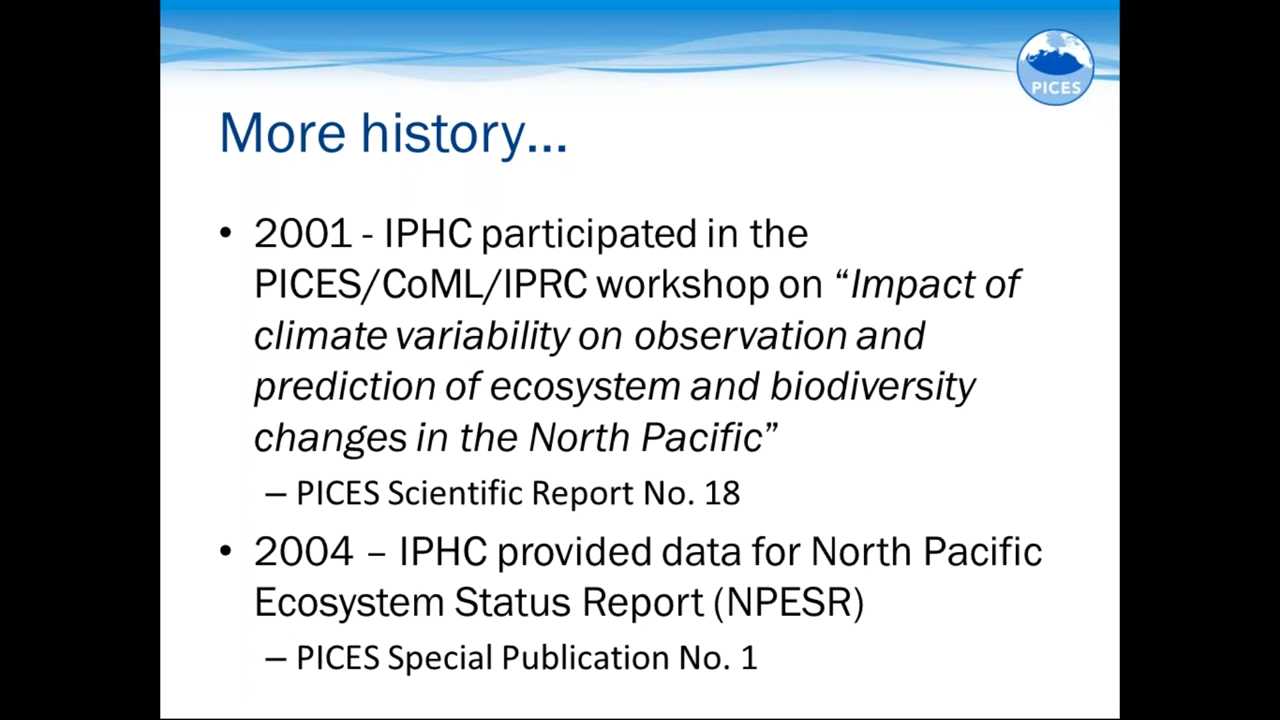 PICES
More history...
• 2001 - IPHC participated in the
PICES/CoML/IPRC workshop on “Impact of
climate variability on observation and
prediction of ecosystem and biodiversity
changes in the North Pacific”
– PICES Scientific Report No. 18
• 2004 – IPHC provided data for North Pacific
Ecosystem Status Report (NPESR)
– PICES Special Publication No. 1